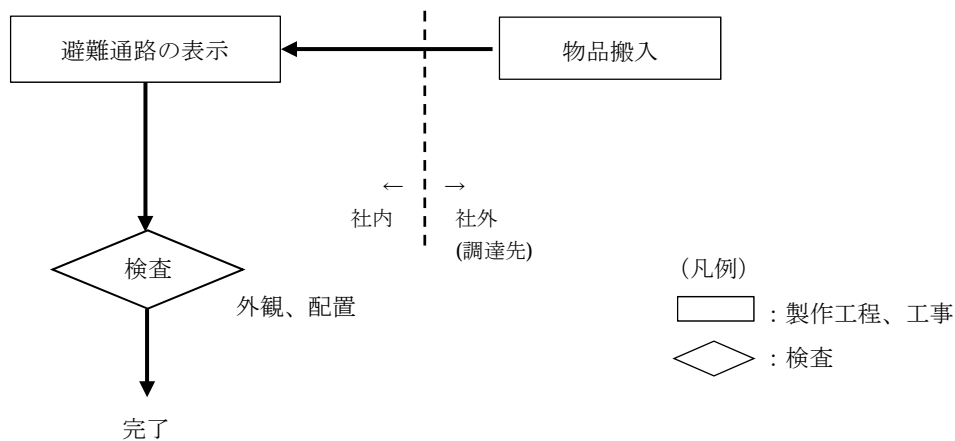 避難通路の表示
物品搬入
← →
社内 社外
(調達先)
検査
外観、配置
完了
(凡例)
：製作工程、工事
：検査